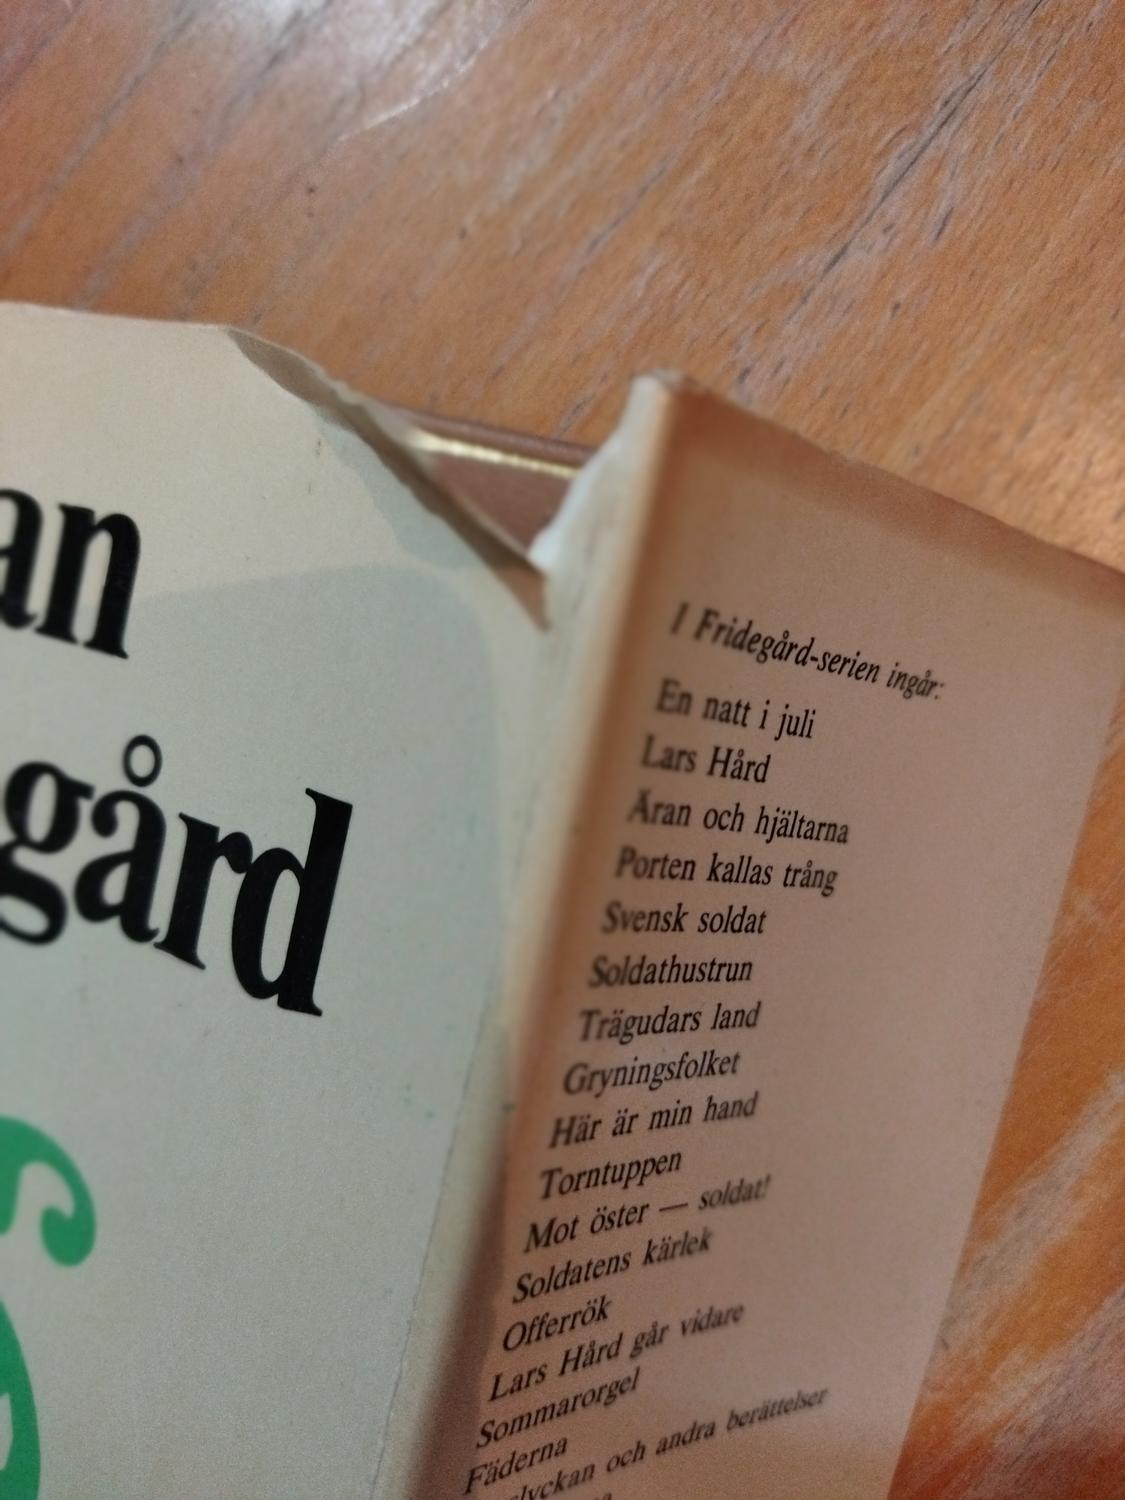 an
gård
I Fridegård-serien ingår:
En natt i juli
Lars Hård
Äran och hjältarna
Porten kallas trång
Svensk soldat
Soldathustrun
Trägudars land
Gryningsfolket
Här är min hand
Torntuppen
Mot öster — soldat!
Soldatens kärlek
Offerrök
Lars Hård går vidare
Sommarorgel
Fäderna
lyckan och andra berättelser